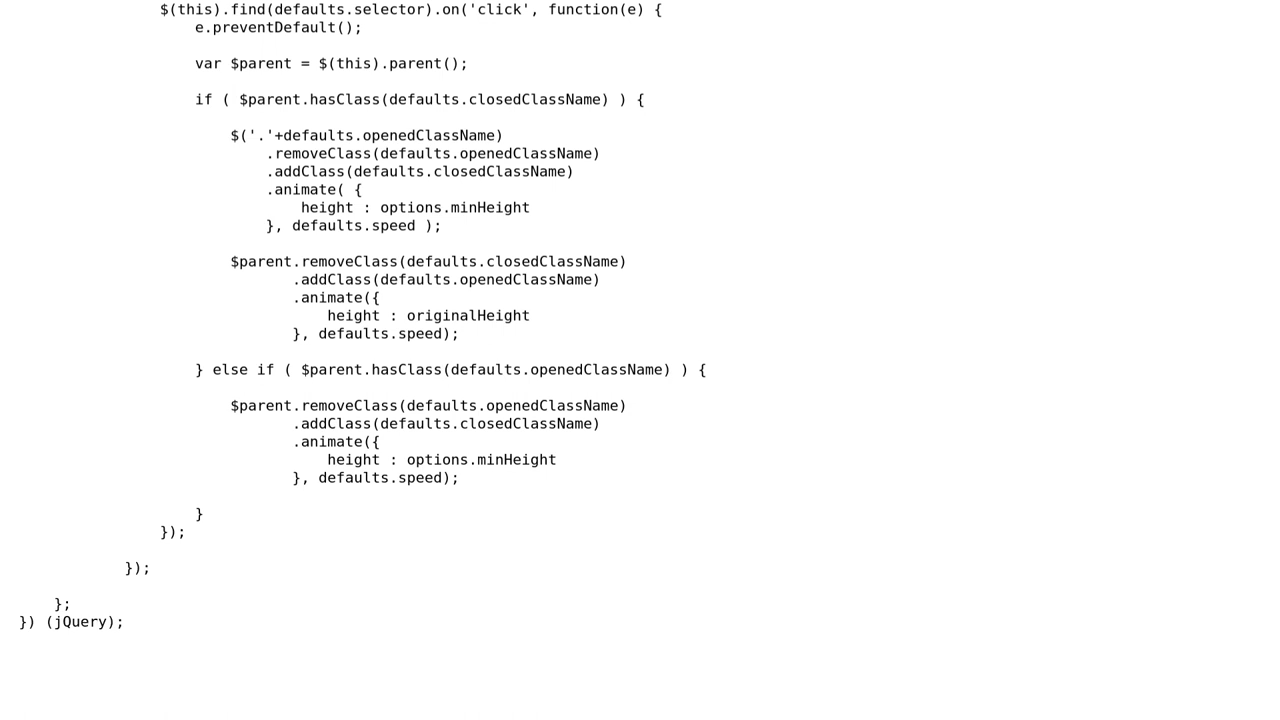 $(this).find(defaults.selector).on('click', function(e) {
e.preventDefault();
var $parent = $(this).parent();
if ( $parent.hasClass(defaults.closedClassName) ) {
$('.'+defaults.openedClassName)
.removeClass(defaults.openedClassName)
.addClass(defaults.closedClassName)
.animate( {
height : options.minHeight
}, defaults.speed );
$parent.removeClass(defaults.closedClassName)
.addClass(defaults.openedClassName)
.animate({
height : originalHeight
}, defaults.speed);
} else if ( $parent.hasClass(defaults.openedClassName) ) {
$parent.removeClass(defaults.openedClassName)
.addClass(defaults.closedClassName)
.animate({
height : options.minHeight
}, defaults.speed);
}
});
});
};
}) (jQuery);